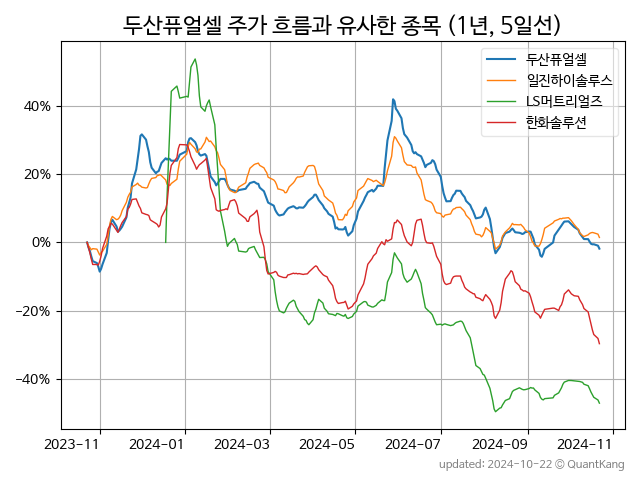 두산퓨얼셀 주가 흐름과 유사한 종목 (1년, 5일선)
두산퓨얼셀
일진하이솔루스
LS머트리얼즈
한화솔루션
40%
20%
0%
−20%
−40%
2023-11 2024-01 2024-03 2024-05 2024-07 2024-09 2024-11
updated: 2024-10-22 © QuantKang